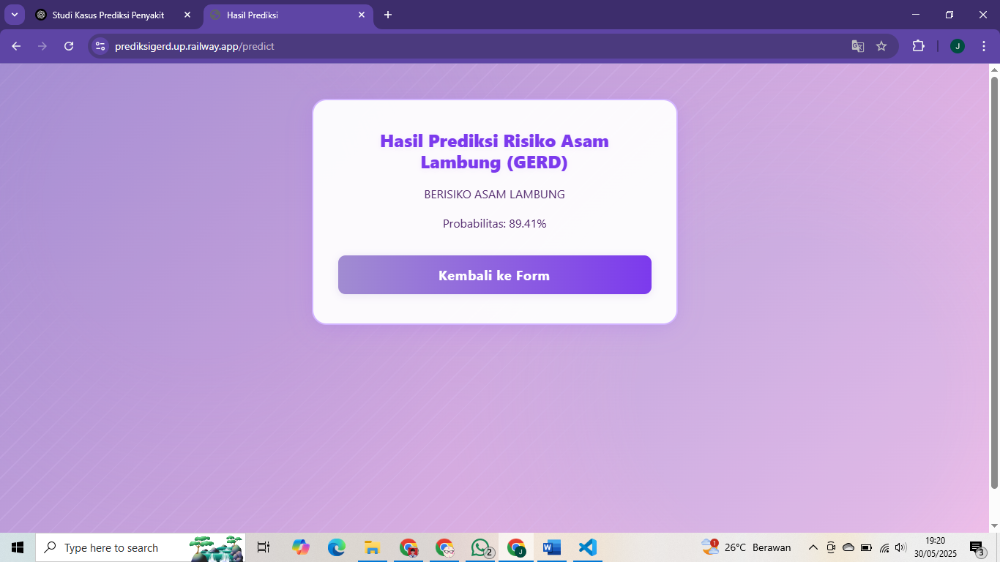 Studi Kasus Prediksi Penyakit
Hasil Prediksi
prediksigerd.up.railway.app/predict
J
Hasil Prediksi Risiko Asam
Lambung (GERD)
BERISIKO ASAM LAMBUNG
Probabilitas: 89.41%
Kembali ke Form
Type here to search
2
J
1
26°C Berawan
19:20
30/05/2025
3